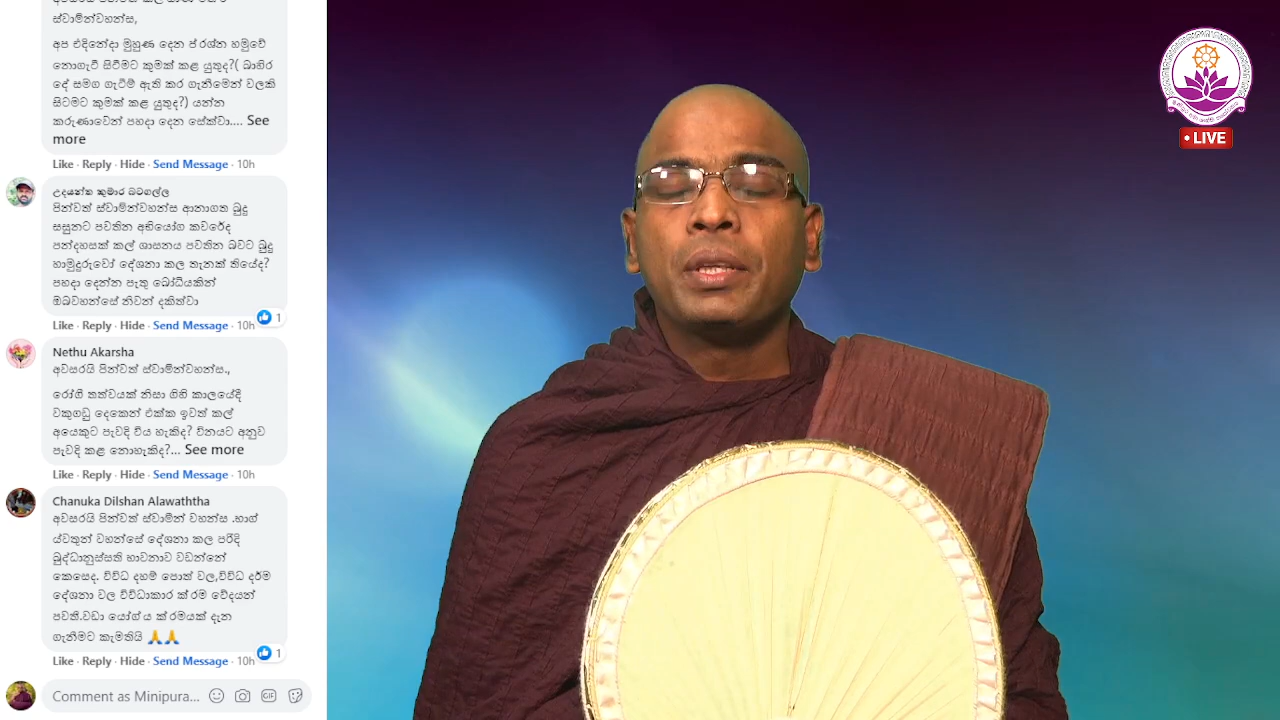 ස්වාමීන්වහන්ස,
අප එදිනේදා මුහුණ දෙන ප්‍රශ්න හමුවේ
නොගැටී සිටීමට කුමක් කළ යුතුද?( බාහිර
දේ සමග ගැටීම් ඇති කර ගැනීමෙන් වලකි
සිටමට කුමක් කළ යුතුද?) යන්න
කරුණාවෙන් පහදා දෙන සේක්වා.... See
more
Like · Reply · Hide · Send Message · 10h
උදයන්ත කුමාර බටගල්ල
පින්වත් ස්වාමින්වහන්ස ආනාගත බුදු
සසුනට පවතින අභියෝග කවරේද
පන්දහසක් කල් ශාසනය පවතින බවට බුදු
හාමුදුරුවෝ දේශනා කල තැනක් තියේද?
පහදා දෙන්න පැතු බෝධියකින්
ඔබවහන්සේ නිවන් දකිත්වා
Like · Reply · Hide · Send Message · 10h 1
Nethu Akarsha
අවසරයි පින්වත් ස්වාමීන්වහන්ස.,
රෝගී තත්වයක් නිසා ගිහි කාලයේදී
වකුගඩු දෙකෙන් එක්ක ඉවත් කල්
අයෙකුට පැවිදි විය හැකිද? විනයට අනුව
පැවිදි කළ නොහැකිද?... See more
Like · Reply · Hide · Send Message · 10h
Chanuka Dilshan Alawaththa
අවසරයි පින්වත් ස්වාමීන් වහන්ස .භාග්
ය්වතුන් වහන්සේ දේශනා කල පරිදි
බුද්ධානුස්සති භාවනාව වඩන්නේ
කෙසෙද. විවිධ දහම් පොත් වල,විවිධ දර්ම
දේශනා වල විවිධාකාර ක් රම වේදයන්
පවතී.වඩා යෝග් ය ක් රමයක් දැන
ගැනීමට කැමතියි 🙏🙏
Like · Reply · Hide · Send Message · 10h 1
Comment as Minipura... GIF
LIVE